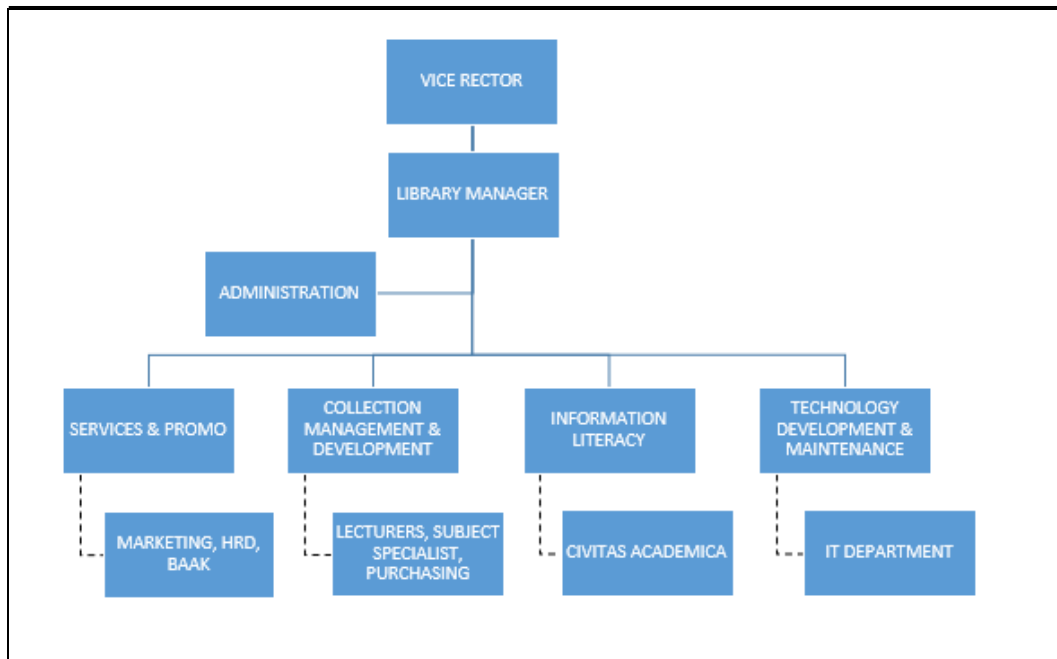 VICE RECTOR
LIBRARY MANAGER
ADMINISTRATION
SERVICES & PROMO
COLLECTION
MANAGEMENT &
DEVELOPMENT
INFORMATION
LITERACY
TECHNOLOGY
DEVELOPMENT &
MAINTENANCE
MARKETING, HRD,
BAAK
LECTURERS, SUBJECT
SPECIALIST,
PURCHASING
CIVITAS ACADEMICA
IT DEPARTMENT